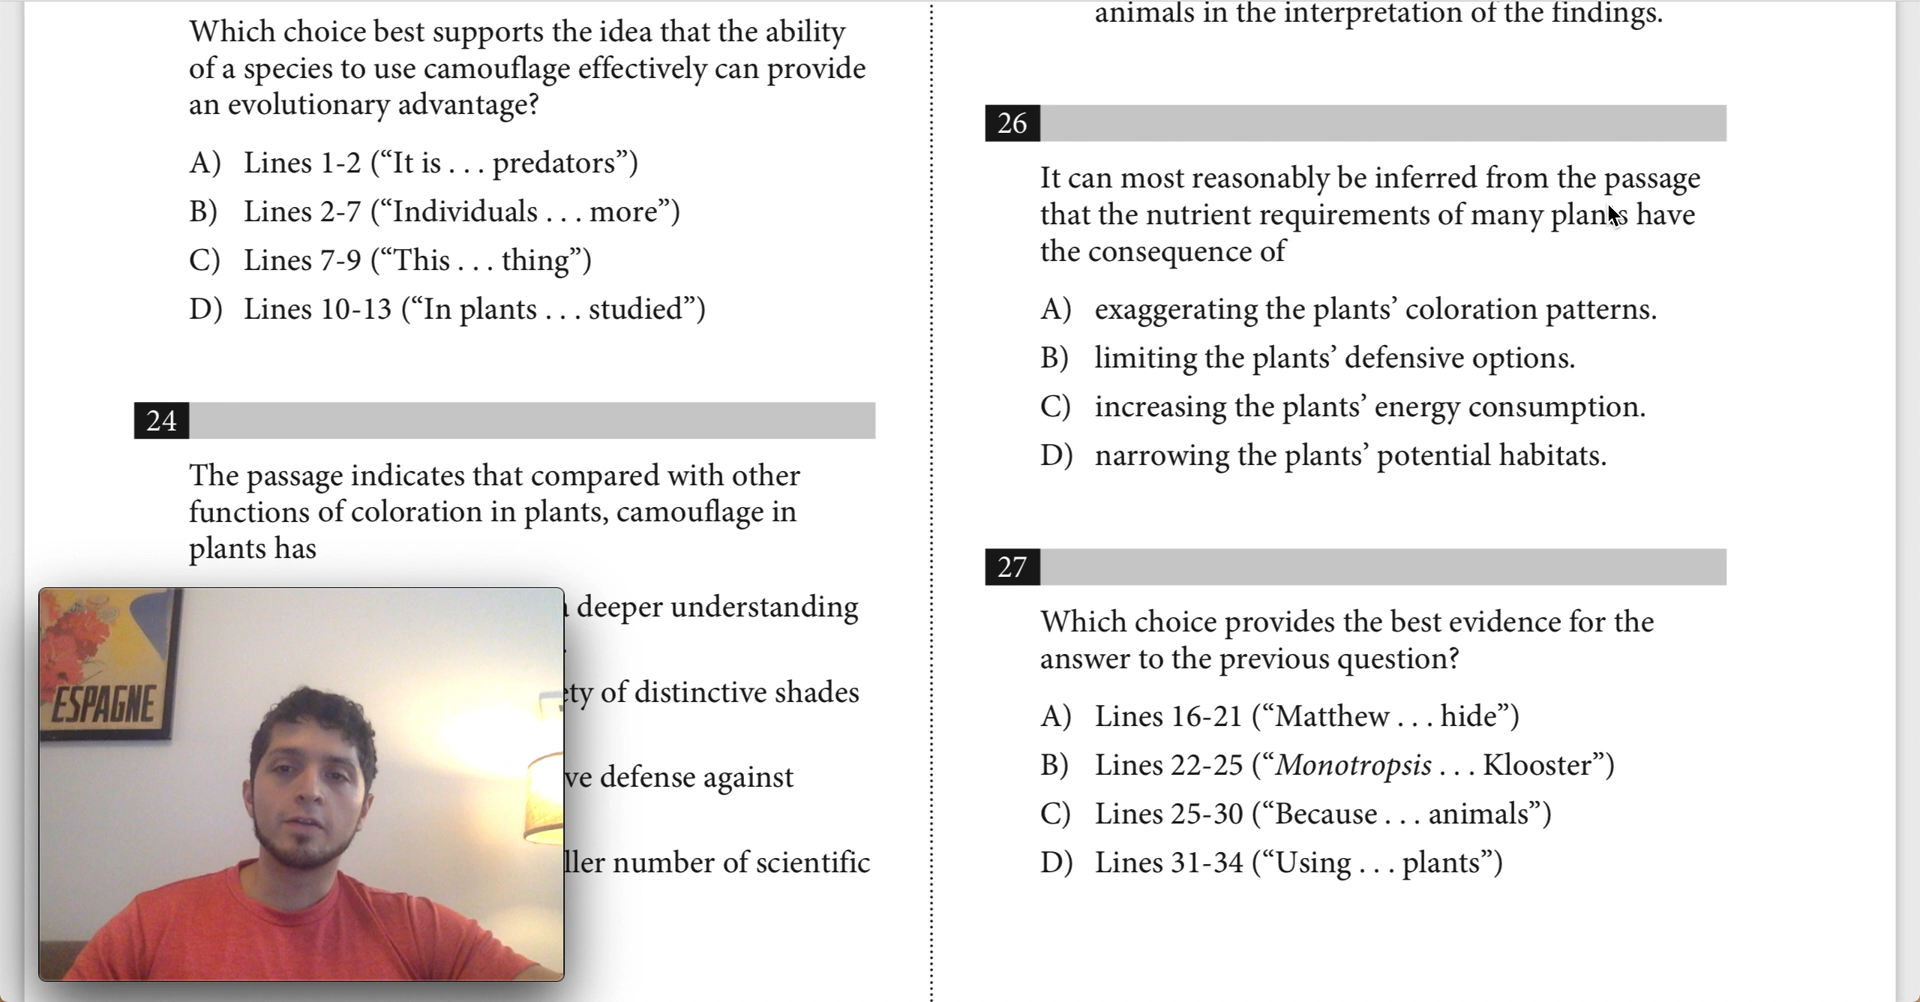 Which choice best supports the idea that the ability
of a species to use camouflage effectively can provide
an evolutionary advantage?
A) Lines 1-2 (“It is . . . predators”)
B) Lines 2-7 (“Individuals . . . more”)
C) Lines 7-9 (“This . . . thing”)
D) Lines 10-13 (“In plants . . . studied”)
24
The passage indicates that compared with other
functions of coloration in plants, camouflage in
plants has
deeper understanding
of distinctive shades
defense against
number of scientific
ESPAGNE
animals in the interpretation of the findings.
26
It can most reasonably be inferred from the passage
that the nutrient requirements of many plants have
the consequence of
A) exaggerating the plants’ coloration patterns.
B) limiting the plants’ defensive options.
C) increasing the plants’ energy consumption.
D) narrowing the plants’ potential habitats.
27
Which choice provides the best evidence for the
answer to the previous question?
A) Lines 16-21 (“Matthew . . . hide”)
B) Lines 22-25 (“Monotropsis . . . Klooster”)
C) Lines 25-30 (“Because . . . animals”)
D) Lines 31-34 (“Using . . . plants”)